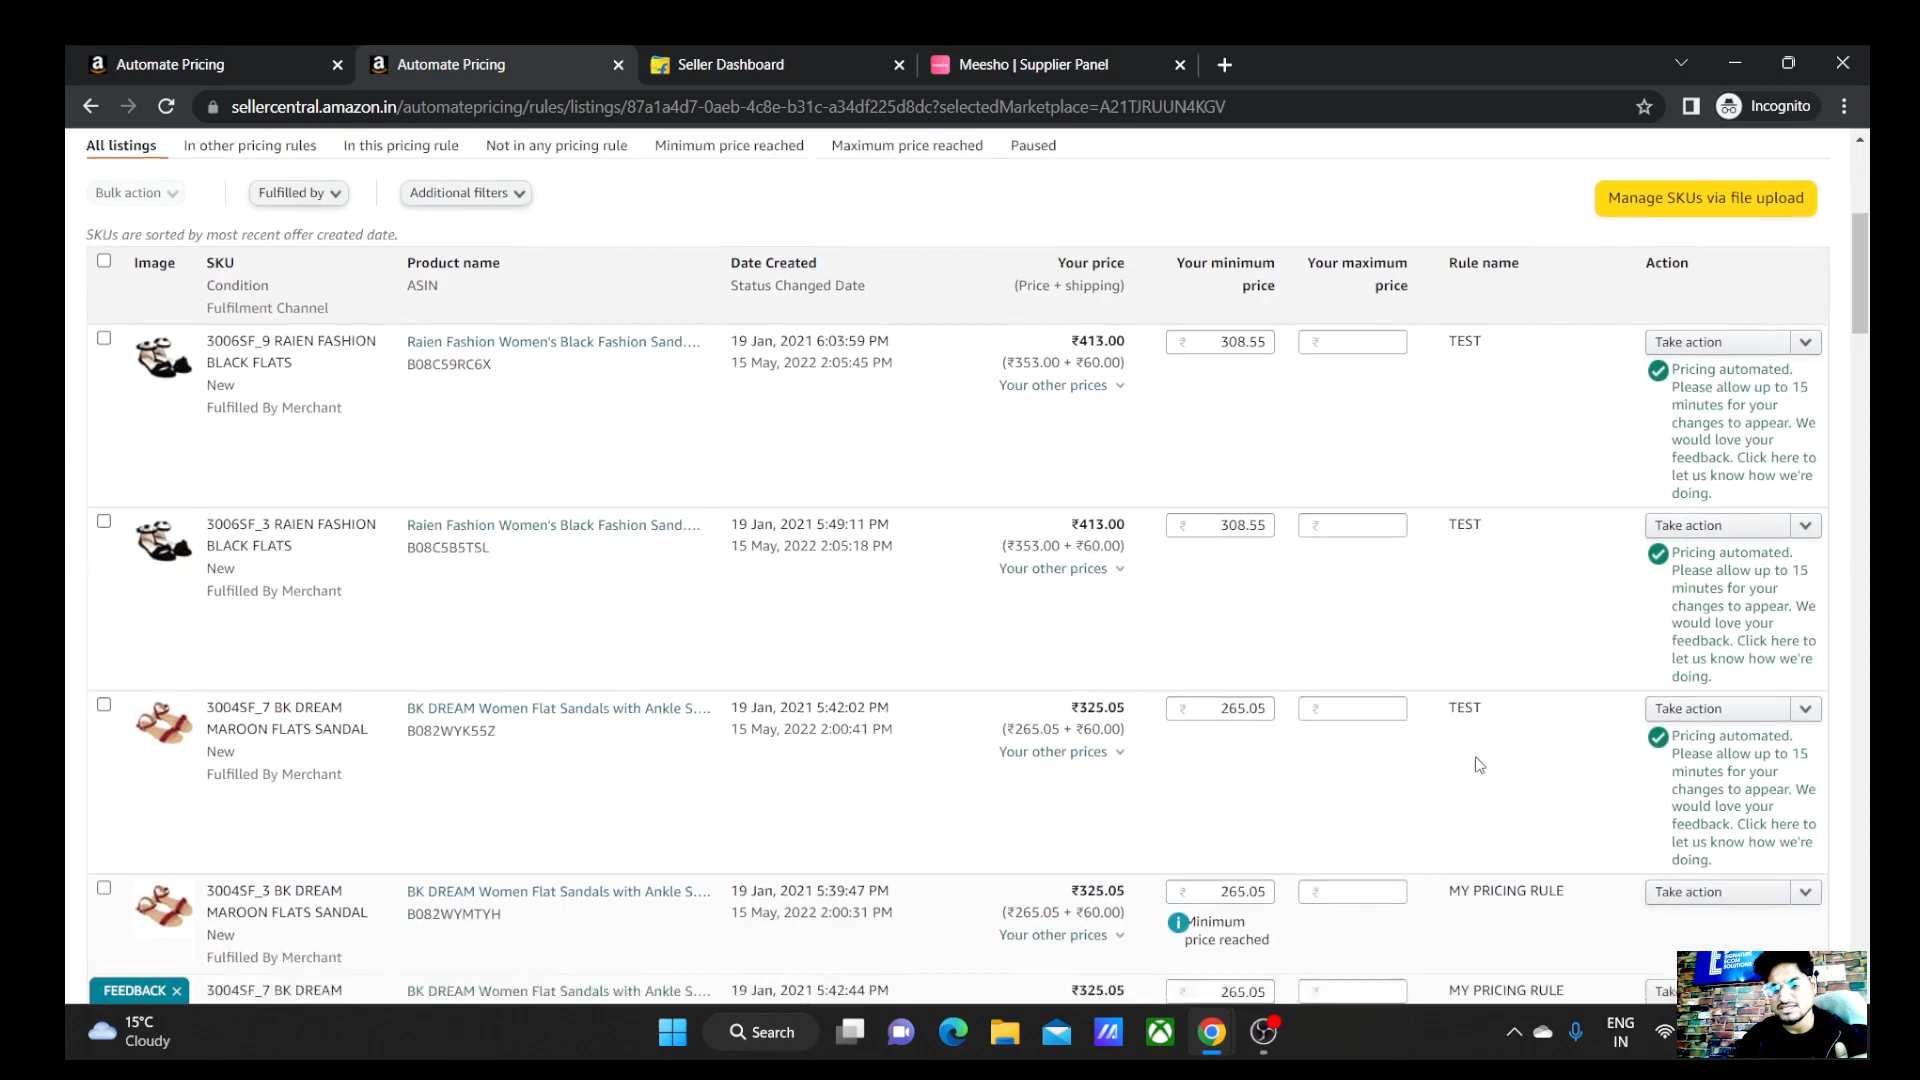 Automate Pricing
Automate Pricing
Seller Dashboard
Meesho | Supplier Panel
sellercentral.amazon.in/automatepricing/rules/listings/87a1a4d7-0aeb-4c8e-b31c-a34df225d8dc?selectedMarketplace=A21TJRUUN4KGV
Incognito
All listings In other pricing rules In this pricing rule Not in any pricing rule Minimum price reached Maximum price reached Paused
Bulk action Fulfilled by Additional filters
Manage SKUs via file upload
SKUs are sorted by most recent offer created date.
Image SKU Product name Date Created Your price Your minimum Your maximum Rule name Action
Condition ASIN Status Changed Date (Price + shipping) price price
Fulfilment Channel
3006SF_9 RAIEN FASHION Raien Fashion Women's Black Fashion Sand.... 19 Jan, 2021 6:03:59 PM ₹413.00 ₹ 308.55 ₹ TEST Take action
BLACK FLATS B08C59RC6X 15 May, 2022 2:05:45 PM (₹353.00 + ₹60.00) Pricing automated.
New Your other prices Please allow up to 15
Fulfilled By Merchant minutes for your
changes to appear. We
would love your
feedback. Click here to
let us know how we're
doing.
3006SF_3 RAIEN FASHION Raien Fashion Women's Black Fashion Sand.... 19 Jan, 2021 5:49:11 PM ₹413.00 ₹ 308.55 ₹ TEST Take action
BLACK FLATS B08C5B5TSL 15 May, 2022 2:05:18 PM (₹353.00 + ₹60.00) Pricing automated.
New Your other prices Please allow up to 15
Fulfilled By Merchant minutes for your
changes to appear. We
would love your
feedback. Click here to
let us know how we're
doing.
3004SF_7 BK DREAM BK DREAM Women Flat Sandals with Ankle S.... 19 Jan, 2021 5:42:02 PM ₹325.05 ₹ 265.05 ₹ TEST Take action
MAROON FLATS SANDAL B082WYK55Z 15 May, 2022 2:00:41 PM (₹265.05 + ₹60.00) Pricing automated.
New Your other prices Please allow up to 15
Fulfilled By Merchant minutes for your
changes to appear. We
would love your
feedback. Click here to
let us know how we're
doing.
3004SF_3 BK DREAM BK DREAM Women Flat Sandals with Ankle S.... 19 Jan, 2021 5:39:47 PM ₹325.05 ₹ 265.05 ₹ MY PRICING RULE Take action
MAROON FLATS SANDAL B082WYMTYH 15 May, 2022 2:00:31 PM (₹265.05 + ₹60.00) Minimum
New Your other prices price reached
Fulfilled By Merchant
FEEDBACK 3004SF_7 BK DREAM BK DREAM Women Flat Sandals with Ankle S.... 19 Jan, 2021 5:42:44 PM ₹325.05 ₹ 265.05 ₹ MY PRICING RULE
15°C
Cloudy
Search
ENG
IN
SIGNATURE
ECOM
SOLUTIONS